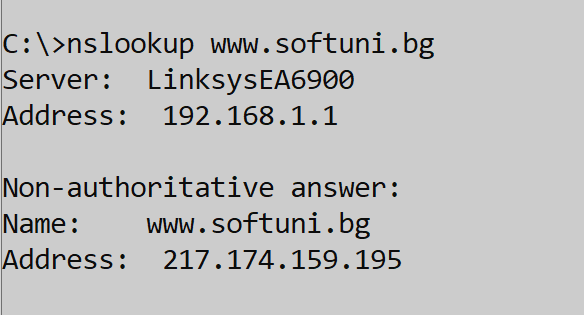 C:\>nslookup www.softuni.bg
Server:  LinksysEA6900
Address:  192.168.1.1
Non-authoritative answer:
Name:    www.softuni.bg
Address:  217.174.159.195